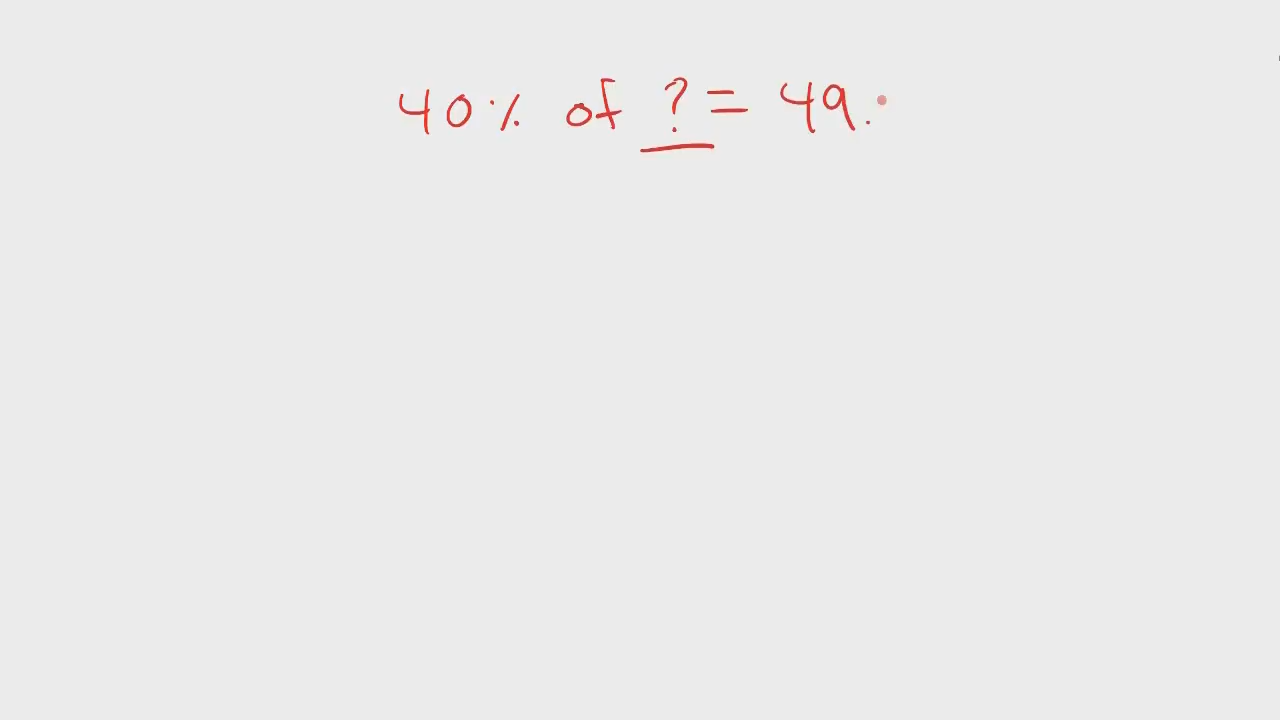 40% of ? = 49.